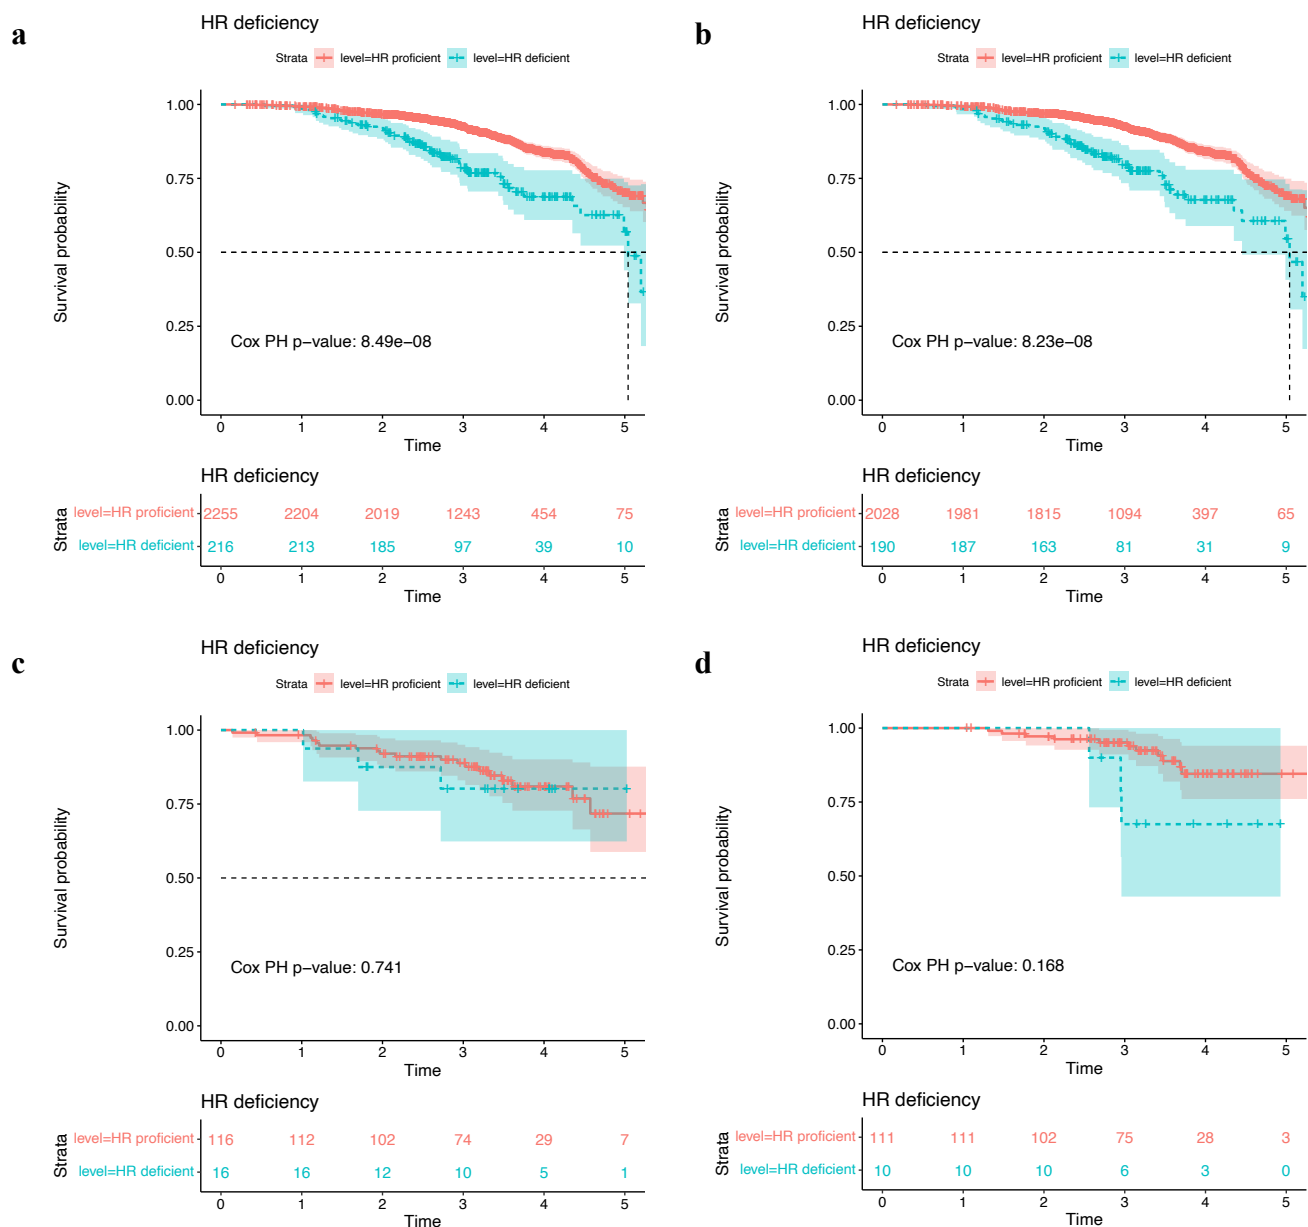 a
HR deficiency
Strata level=HR proficient level=HR deficient
Survival probability
1.00
0.75
0.50
0.25
0.00
Cox PH p−value: 8.49e−08
0 1 2 3 4 5
Time
HR deficiency
Strata
level=HR proficient 2255 2204 2019 1243 454 75
level=HR deficient 216 213 185 97 39 10
0 1 2 3 4 5
Time
b
HR deficiency
Strata level=HR proficient level=HR deficient
Survival probability
1.00
0.75
0.50
0.25
0.00
Cox PH p−value: 8.23e−08
0 1 2 3 4 5
Time
HR deficiency
Strata
level=HR proficient 2028 1981 1815 1094 397 65
level=HR deficient 190 187 163 81 31 9
0 1 2 3 4 5
Time
c
HR deficiency
Strata level=HR proficient level=HR deficient
Survival probability
1.00
0.75
0.50
0.25
0.00
Cox PH p−value: 0.741
0 1 2 3 4 5
Time
HR deficiency
Strata
level=HR proficient 116 112 102 74 29 7
level=HR deficient 16 16 12 10 5 1
0 1 2 3 4 5
Time
d
HR deficiency
Strata level=HR proficient level=HR deficient
Survival probability
1.00
0.75
0.50
0.25
0.00
Cox PH p−value: 0.168
0 1 2 3 4 5
Time
HR deficiency
Strata
level=HR proficient 111 111 102 75 28 3
level=HR deficient 10 10 10 6 3 0
0 1 2 3 4 5
Time